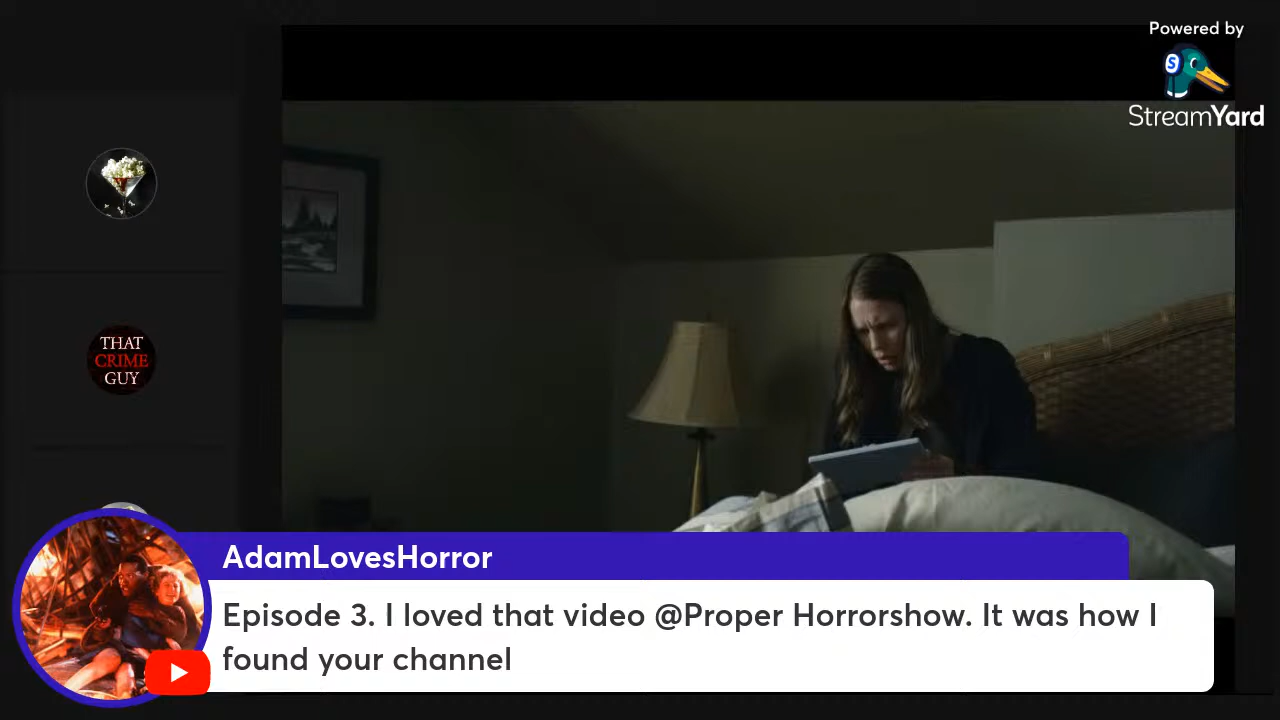 Powered by
StreamYard
THAT
CRIME
GUY
AdamLovesHorror
Episode 3. I loved that video @Proper Horrorshow. It was how I
found your channel